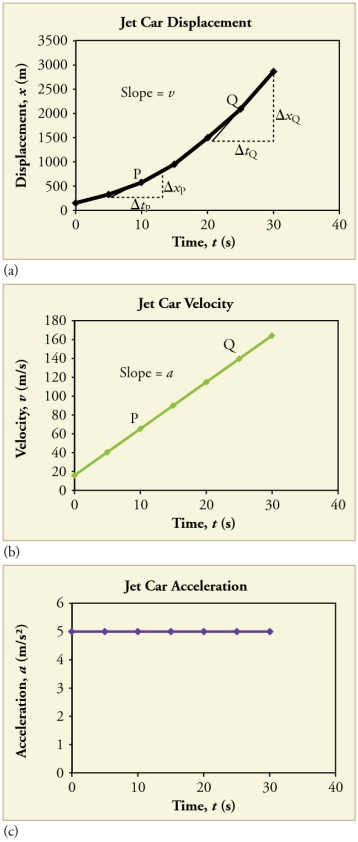 Jet Car Displacement
Displacement, x (m)
3500
3000
2500
2000
1500
1000
500
0
Slope = v
P
Q
Δx_P
Δt_P
Δx_Q
Δt_Q
0 10 20 30 40
Time, t (s)
(a)
Jet Car Velocity
Velocity, v (m/s)
180
160
140
120
100
80
60
40
20
0
Slope = a
P
Q
0 10 20 30 40
Time, t (s)
(b)
Jet Car Acceleration
Acceleration, a (m/s²)
6
5
4
3
2
1
0
0 10 20 30 40
Time, t (s)
(c)